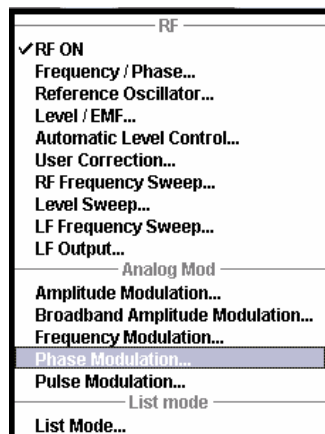 RF
✓RF ON
Frequency / Phase...
Reference Oscillator...
Level / EMF...
Automatic Level Control...
User Correction...
RF Frequency Sweep...
Level Sweep...
LF Frequency Sweep...
LF Output...
Analog Mod
Amplitude Modulation...
Broadband Amplitude Modulation...
Frequency Modulation...
Phase Modulation...
Pulse Modulation...
List mode
List Mode...